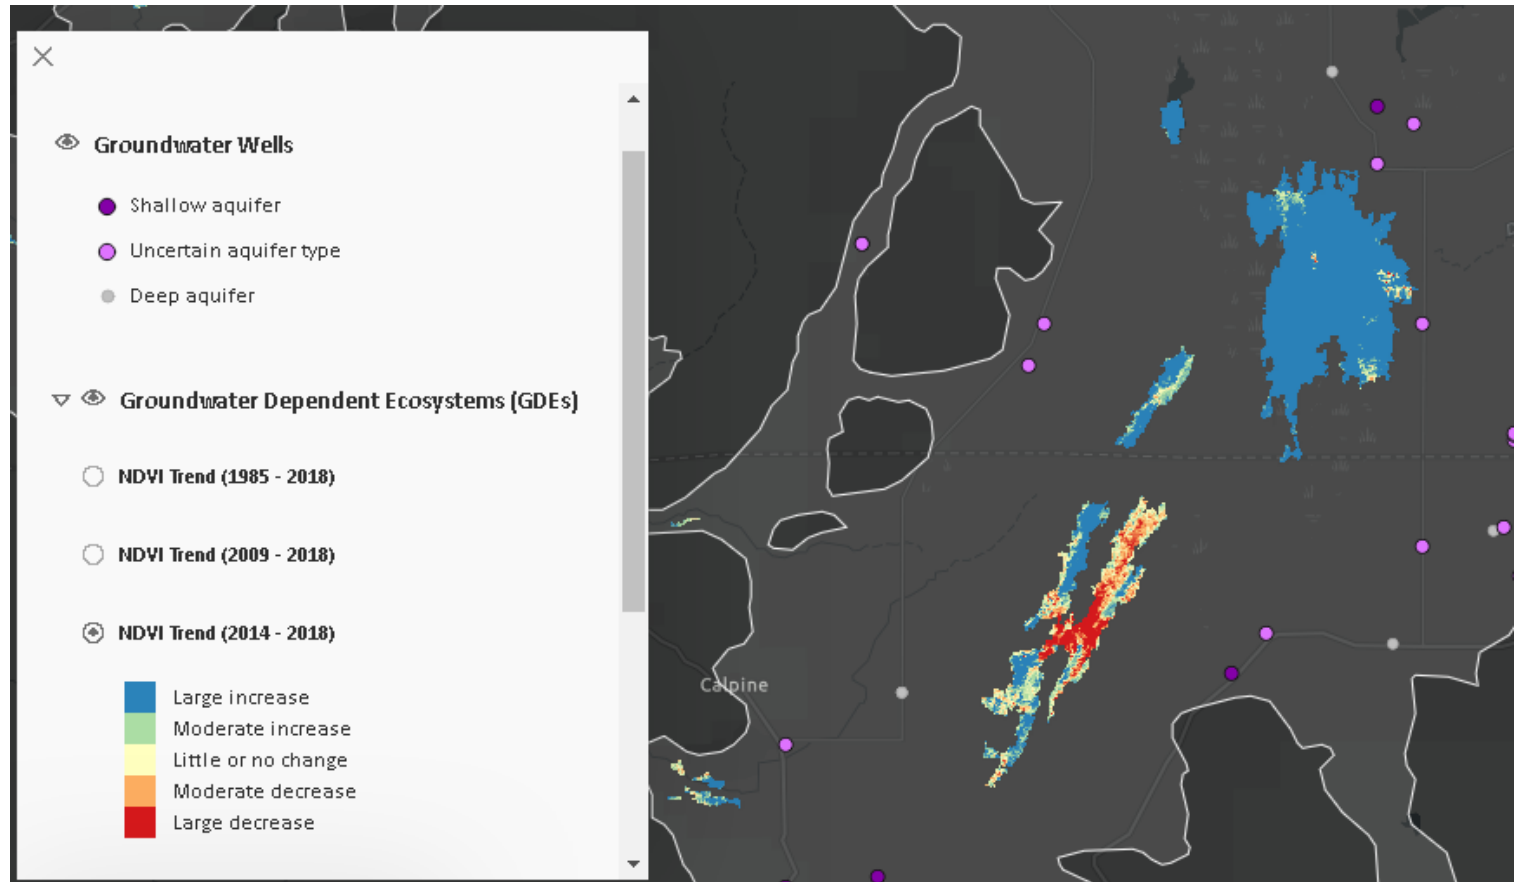 Groundwater Wells
Shallow aquifer
Uncertain aquifer type
Deep aquifer
Groundwater Dependent Ecosystems (GDEs)
NDVI Trend (1985 - 2018)
NDVI Trend (2009 - 2018)
NDVI Trend (2014 - 2018)
Large increase
Moderate increase
Little or no change
Moderate decrease
Large decrease
Calpine